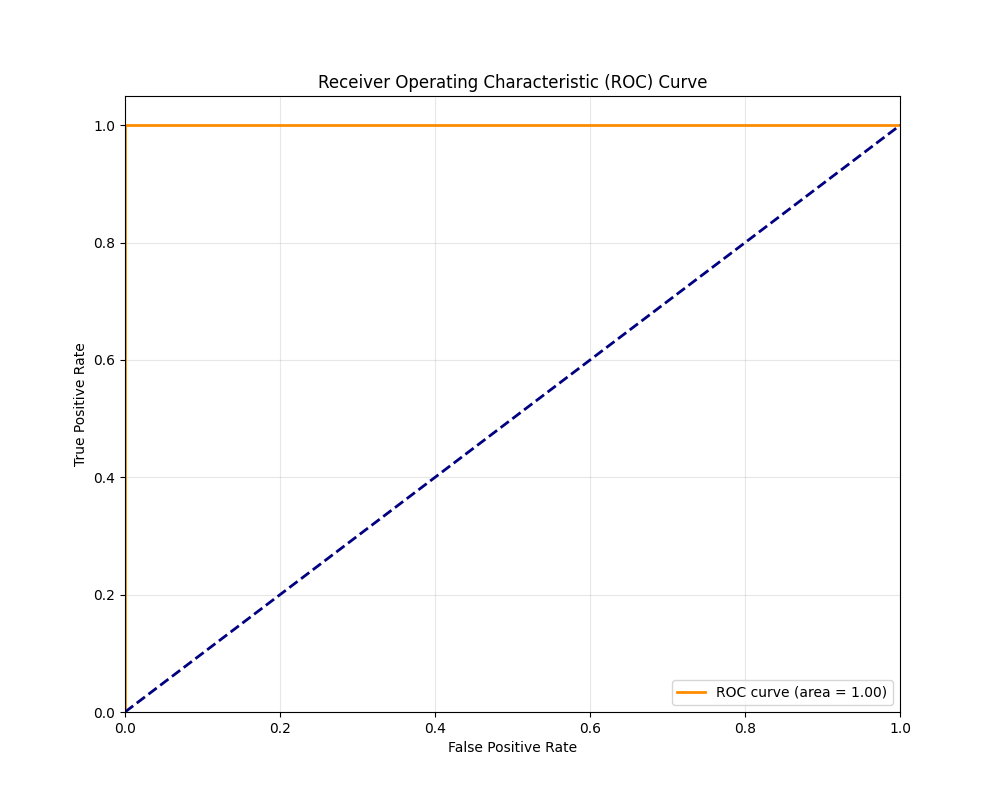 Receiver Operating Characteristic (ROC) Curve
True Positive Rate
1.0
0.8
0.6
0.4
0.2
0.0
ROC curve (area = 1.00)
0.0 0.2 0.4 0.6 0.8 1.0
False Positive Rate